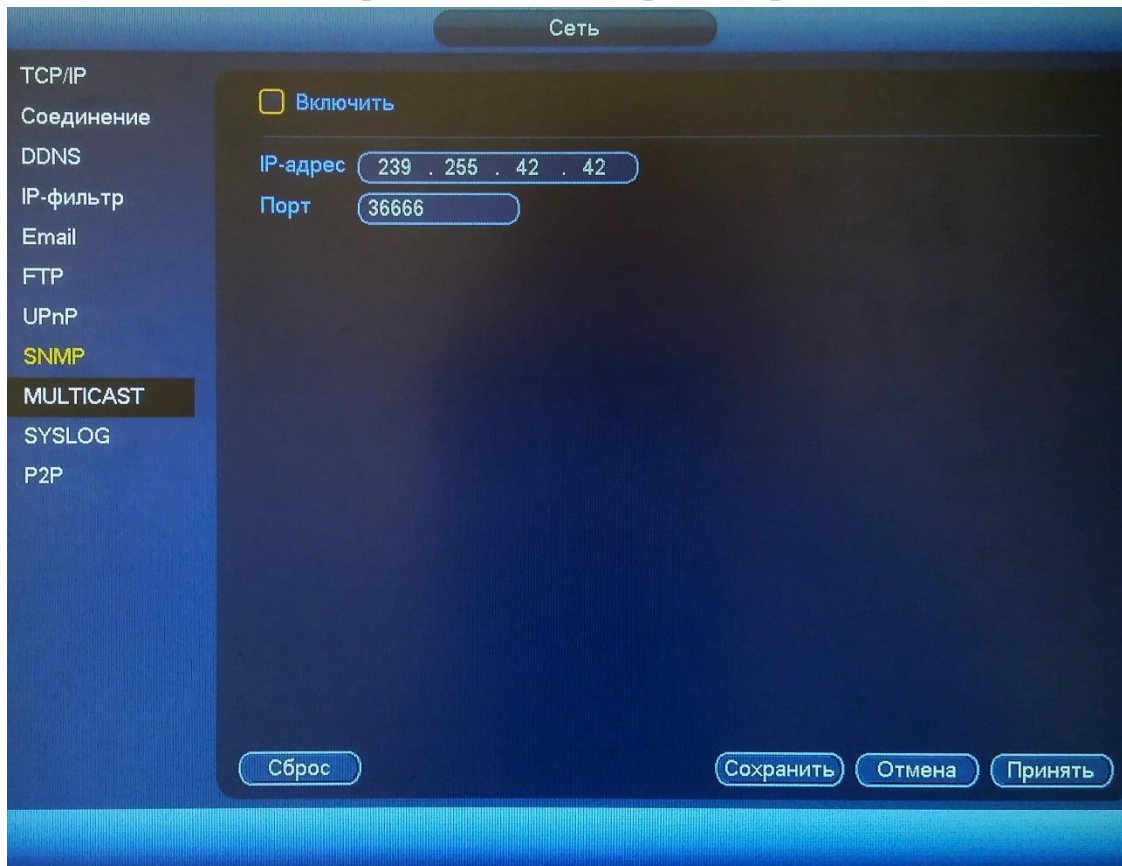 Сеть
TCP/IP
Соединение
DDNS
IP-фильтр
Email
FTP
UPnP
SNMP
MULTICAST
SYSLOG
P2P
Включить
IP-адрес 239 . 255 . 42 . 42
Порт 36666
Сброс
Сохранить
Отмена
Принять